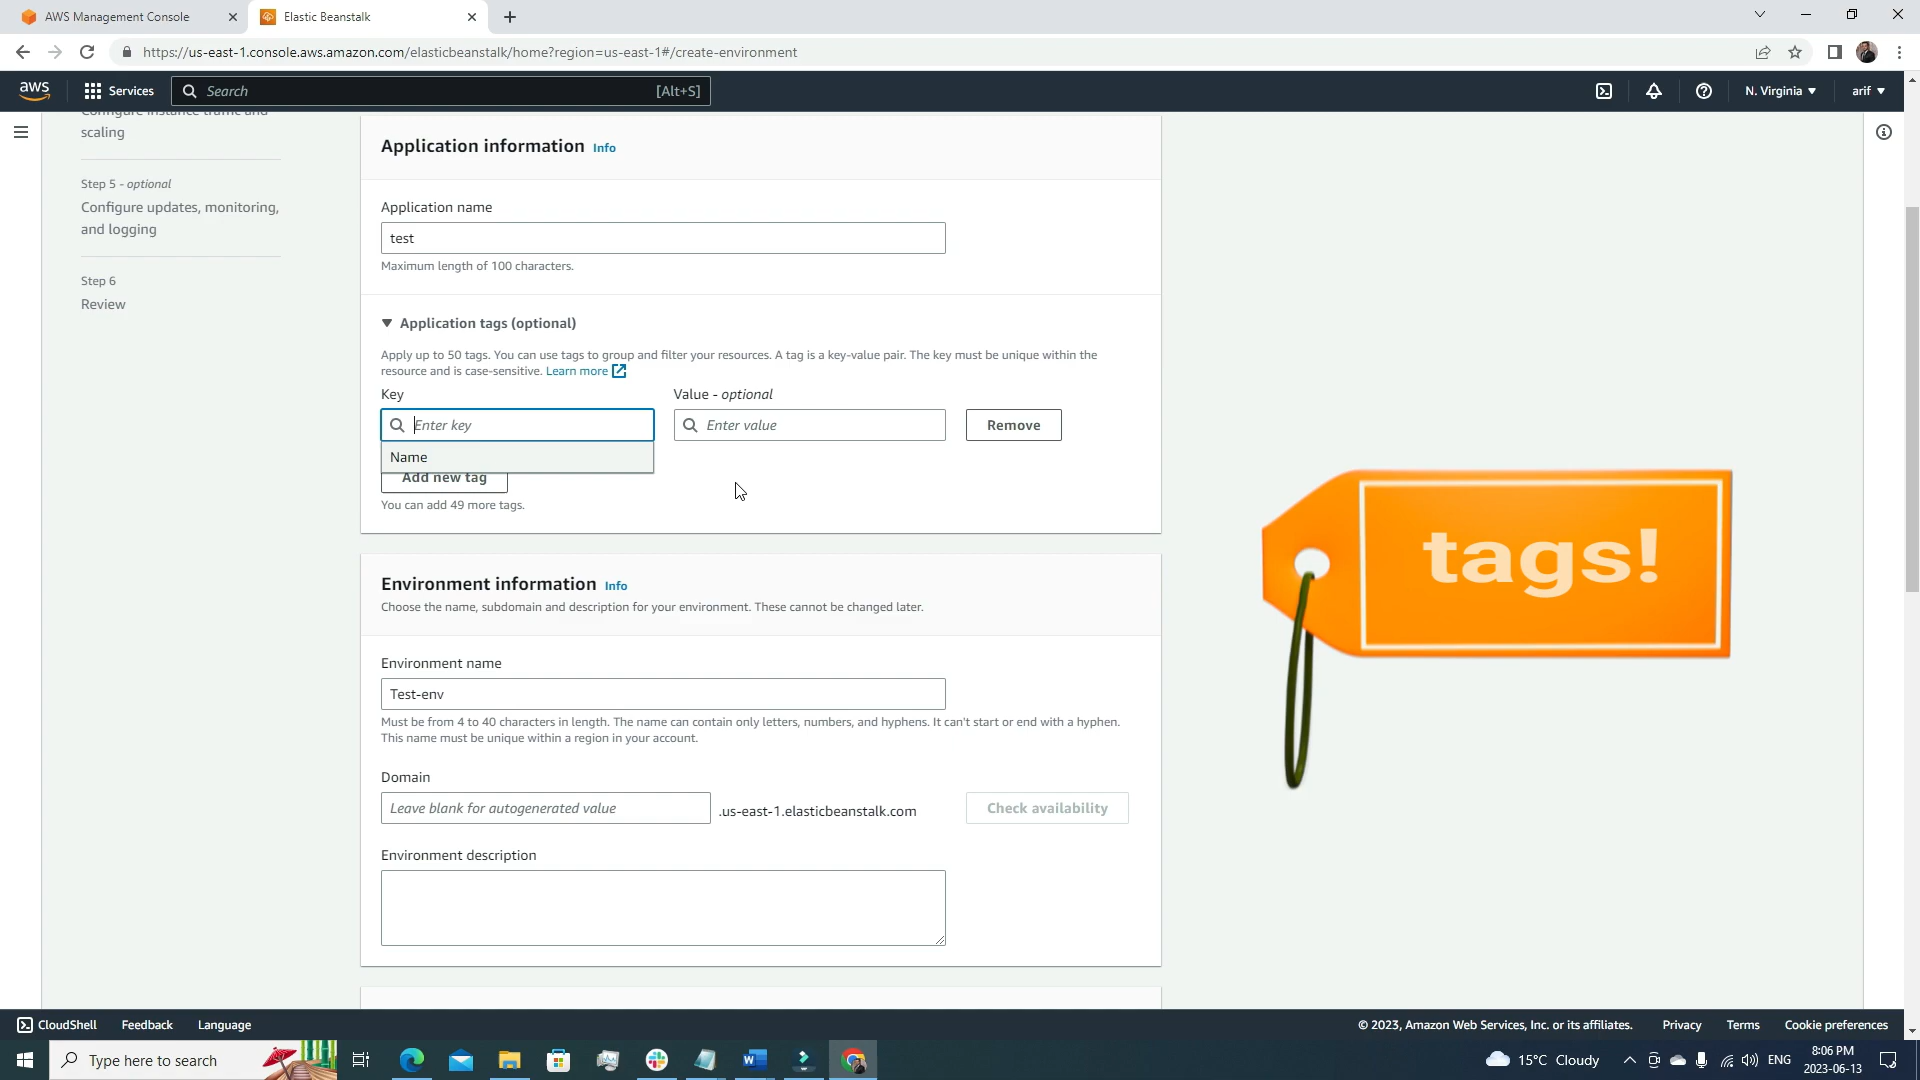 AWS Management Console
Elastic Beanstalk
https://us-east-1.console.aws.amazon.com/elasticbeanstalk/home?region=us-east-1#/create-environment
aws
Services
Search
[Alt+S]
N. Virginia
arif
Configure instance traffic and
scaling
Step 5 - optional
Configure updates, monitoring,
and logging
Step 6
Review
Application information Info
Application name
test
Maximum length of 100 characters.
Application tags (optional)
Apply up to 50 tags. You can use tags to group and filter your resources. A tag is a key-value pair. The key must be unique within the
resource and is case-sensitive. Learn more
Key
Value - optional
Enter key
Enter value
Remove
Name
Add new tag
You can add 49 more tags.
tags!
Environment information Info
Choose the name, subdomain and description for your environment. These cannot be changed later.
Environment name
Test-env
Must be from 4 to 40 characters in length. The name can contain only letters, numbers, and hyphens. It can't start or end with a hyphen.
This name must be unique within a region in your account.
Domain
Leave blank for autogenerated value
.us-east-1.elasticbeanstalk.com
Check availability
Environment description
CloudShell
Feedback
Language
© 2023, Amazon Web Services, Inc. or its affiliates.
Privacy
Terms
Cookie preferences
Type here to search
15°C Cloudy
ENG
8:06 PM
2023-06-13